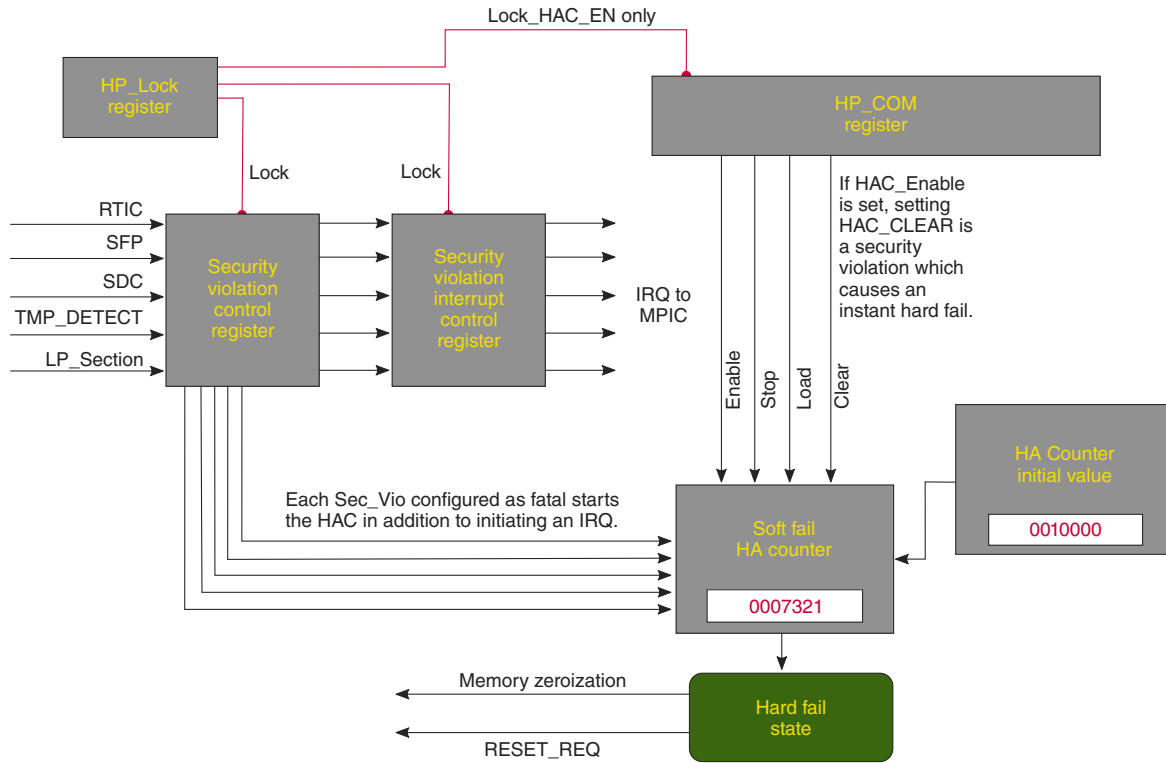 Lock_HAC_EN only
HP_Lock
register
HP_COM
register
Lock
Lock
If HAC_Enable
is set, setting
HAC_CLEAR is
a security
violation which
causes an
instant hard fail.
RTIC
SFP
SDC
TMP_DETECT
LP_Section
Security
violation
control
register
Security
violation
interrupt
control
register
IRQ to
MPIC
Enable
Stop
Load
Clear
HA Counter
initial value
0010000
Each Sec_Vio configured as fatal starts
the HAC in addition to initiating an IRQ.
Soft fail
HA counter
0007321
Memory zeroization
RESET_REQ
Hard fail
state